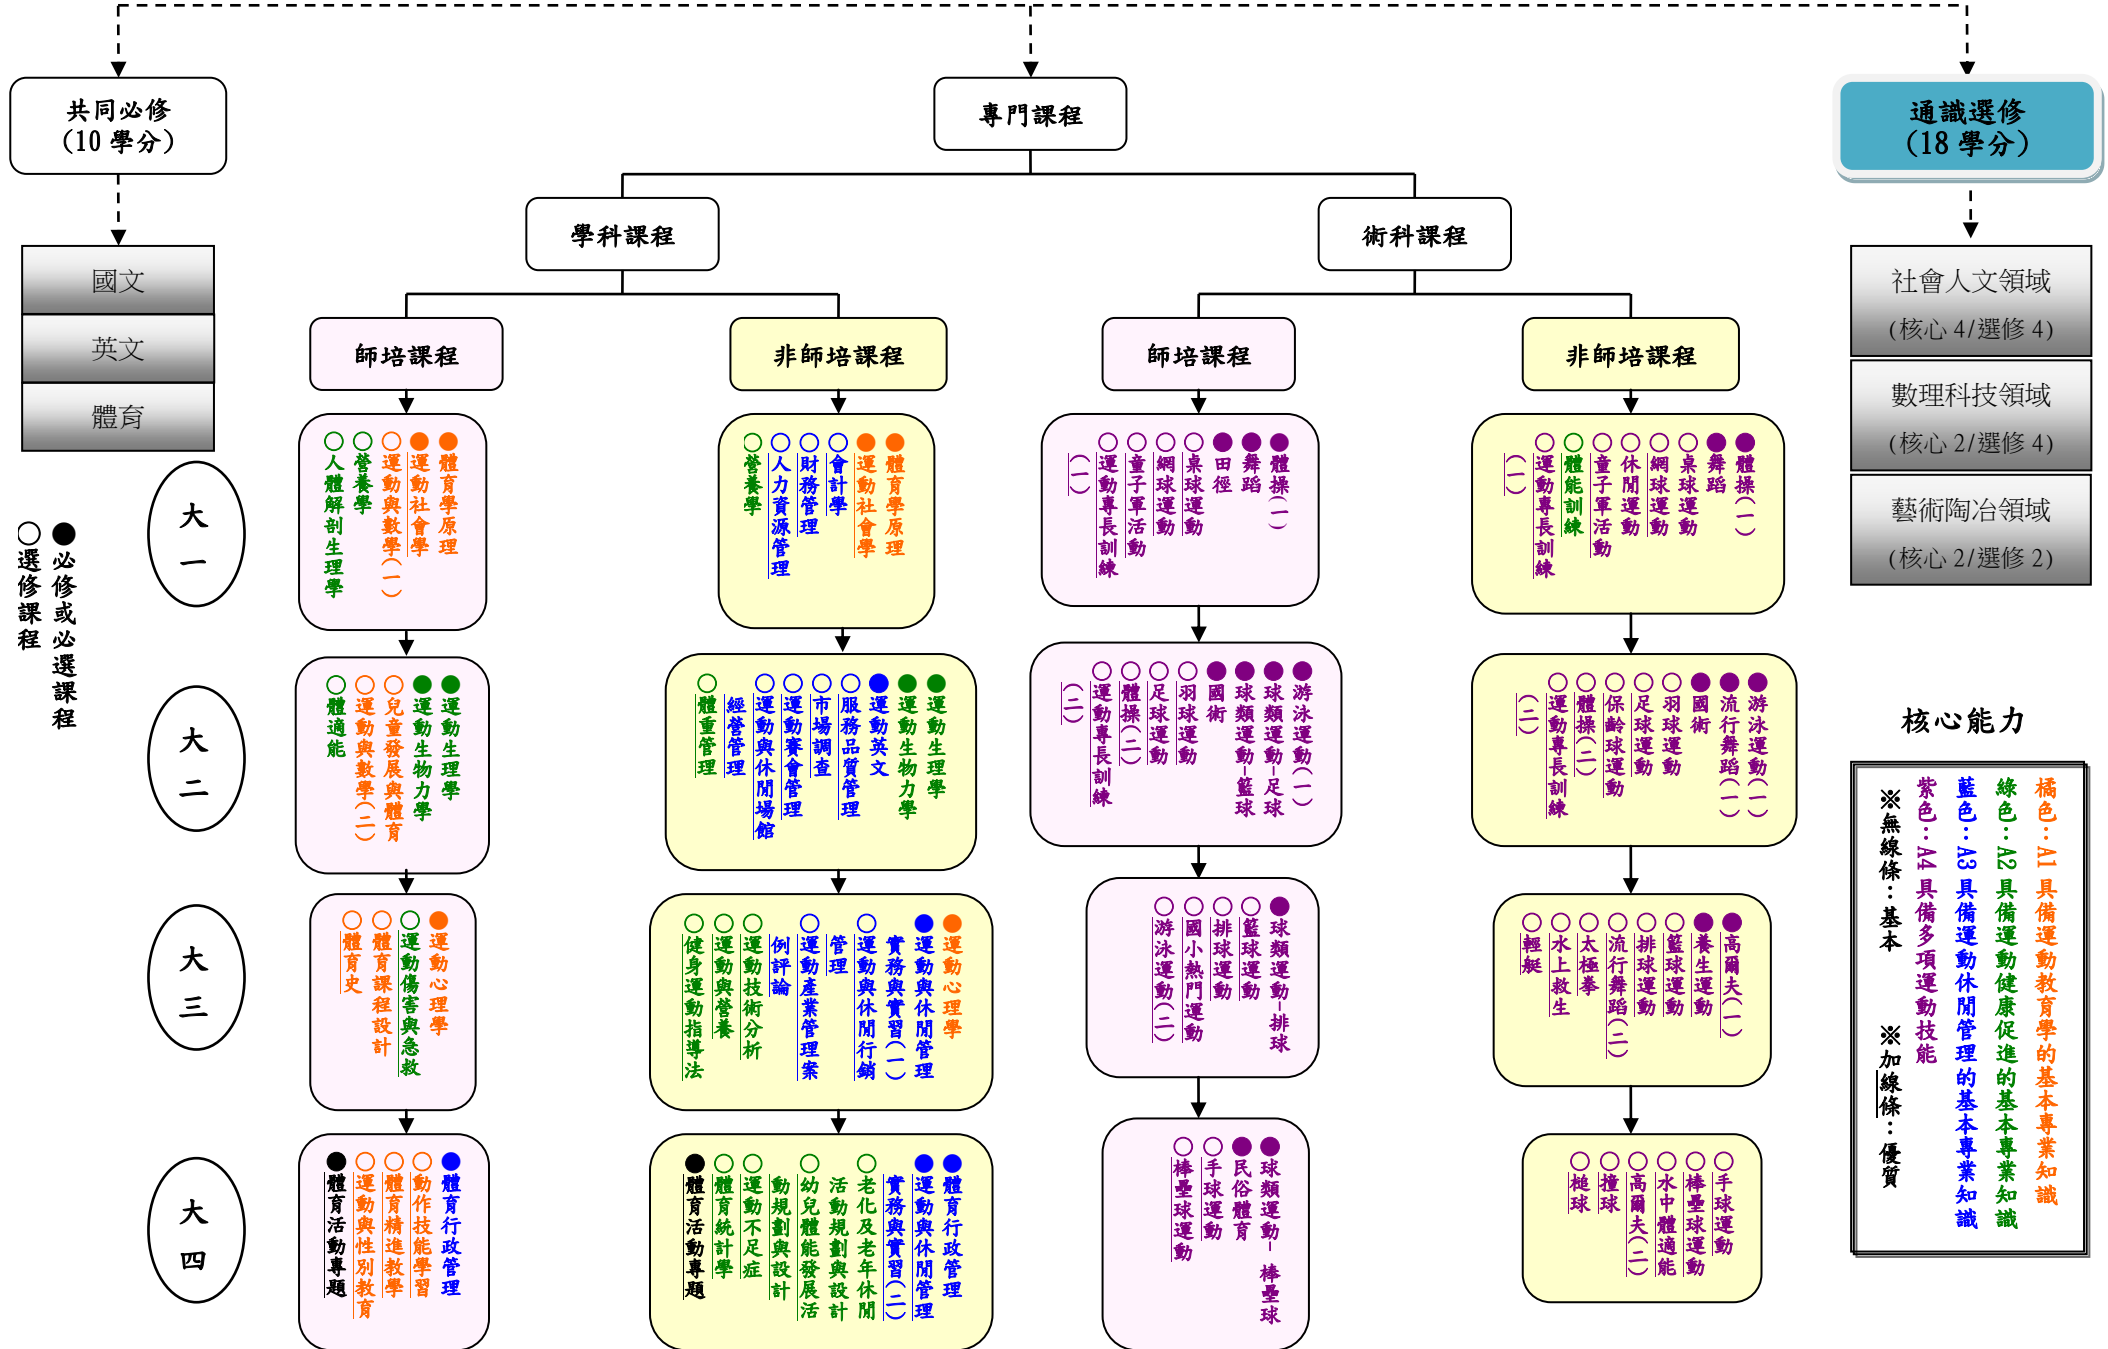 共同必修
(10 學分)
專門課程
通識選修
(18 學分)
學科課程
術科課程
國文
英文
體育
社會人文領域
(核心 4/選修 4)
數理科技領域
(核心 2/選修 4)
藝術陶冶領域
(核心 2/選修 2)
師培課程
非師培課程
師培課程
非師培課程
●必修或必選課程
○選修課程
大一
●體育學原理
●運動社會學
○運動與數學(一)
○營養學
○人體解剖生理學
●體育學原理
●運動社會學
○會計學
○財務管理
○人力資源管理
○營養學
●體操(一)
●舞蹈
●田徑
○桌球運動
○網球運動
○童子軍活動
○運動專長訓練
(一)
●體操(一)
●舞蹈
○桌球運動
○網球運動
○休閒運動
○童子軍活動
○體能訓練
○運動專長訓練
(一)
大二
●運動生理學
●運動生物力學
○兒童發展與體育
○運動與數學(二)
○體適能
●運動生理學
●運動生物力學
●運動英文
○服務品質管理
○市場調查
○運動賽會管理
○運動與休閒場館
經營管理
○體重管理
●游泳運動(一)
●球類運動-足球
●球類運動-籃球
●國術
○羽球運動
○足球運動
○體操(二)
○運動專長訓練
(二)
●游泳運動(一)
●流行舞蹈(一)
●國術
○羽球運動
○足球運動
○保齡球運動
○體操(二)
○運動專長訓練
(二)
大三
●運動心理學
○運動傷害與急救
○體育課程設計
○體育史
●運動心理學
●運動與休閒管理
實務與實習(一)
○運動與休閒行銷
管理
○運動產業管理案
例評論
○運動技術分析
○運動與營養
○健身運動指導法
●球類運動-排球
○籃球運動
○排球運動
○國小熱門運動
○游泳運動(二)
●高爾夫(一)
●養生運動
○籃球運動
○排球運動
○流行舞蹈(二)
○太極拳
○水上救生
○輕艇
大四
●體育行政管理
○動作技能學習
○體育精進教學
○運動與性別教育
●體育活動專題
●體育行政管理
●運動與休閒管理
實務與實習(二)
○老化及老年休閒
活動規劃與設計
○幼兒體能發展活
動規劃與設計
○運動不足症
○體育統計學
●體育活動專題
●球類運動- 棒壘球
●民俗體育
○手球運動
○棒壘球運動
○手球運動
○棒壘球運動
○水中體適能
○高爾夫(二)
○撞球
○槌球
核心能力
橘色：A1 具備運動教育學的基本專業知識
綠色：A2 具備運動健康促進的基本專業知識
藍色：A3 具備運動休閒管理的基本專業知識
紫色：A4 具備多項運動技能
※無線條：基本 ※加線條：優質